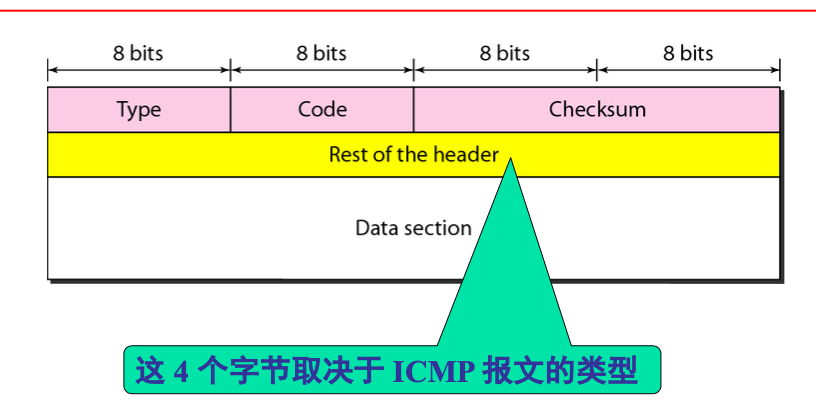 8 bits 8 bits 8 bits 8 bits
Type Code Checksum
Rest of the header
Data section
这 4 个字节取决于 ICMP 报文的类型